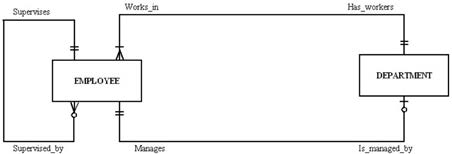 Supervises
Works_in
Has_workers
EMPLOYEE
DEPARTMENT
Supervised_by
Manages
Is_managed_by